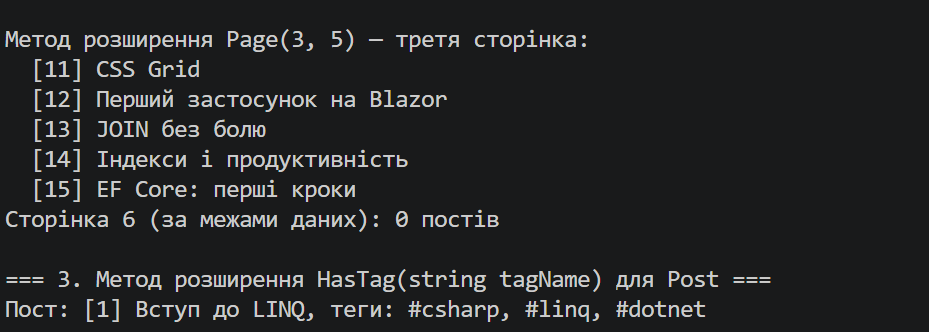 Метод розширення Page(3, 5) — третя сторінка:
[11] CSS Grid
[12] Перший застосунок на Blazor
[13] JOIN без болю
[14] Індекси і продуктивність
[15] EF Core: перші кроки
Сторінка 6 (за межами даних): 0 постів
=== 3. Метод розширення HasTag(string tagName) для Post ===
Пост: [1] Вступ до LINQ, теги: #csharp, #linq, #dotnet